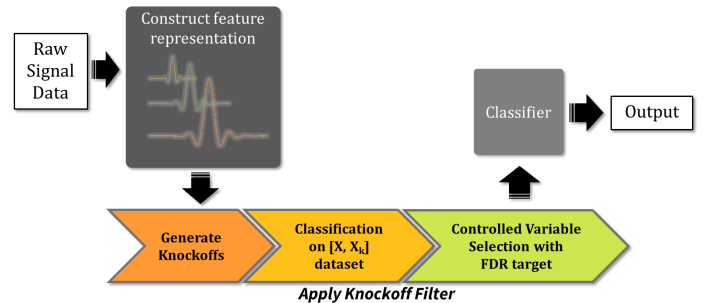 Raw
Signal
Data
Construct feature
representation
Generate
Knockoffs
Classification
on [X, Xₖ]
dataset
Controlled Variable
Selection with
FDR target
Apply Knockoff Filter
Classifier
Output